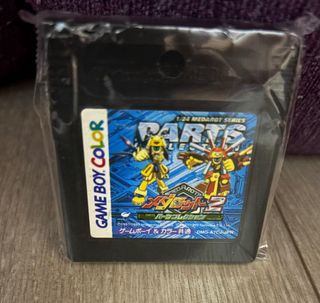 GAME BOY COLOR
1:24 MEDAROT SERIES
PARTS
MEDAROT
メダロット2
パーツコレクション
ゲームボーイ & カラー共通